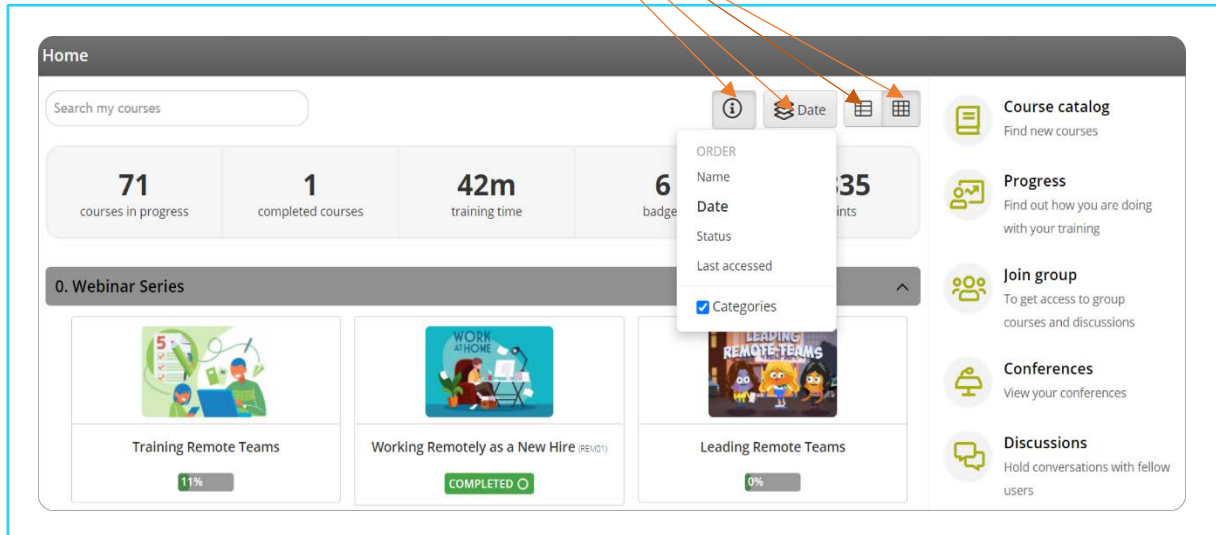 Home
Search my courses
Date
ORDER
Name
Date
Status
Last accessed
Categories
71
courses in progress
1
completed courses
42m
training time
6
badge
35
ints
0. Webinar Series
5
Training Remote Teams
11%
WORK
AT HOME
Working Remotely as a New Hire (REM01)
COMPLETED
LEADING
REMOTE TEAMS
Leading Remote Teams
0%
Course catalog
Find new courses
Progress
Find out how you are doing
with your training
Join group
To get access to group
courses and discussions
Conferences
View your conferences
Discussions
Hold conversations with fellow
users